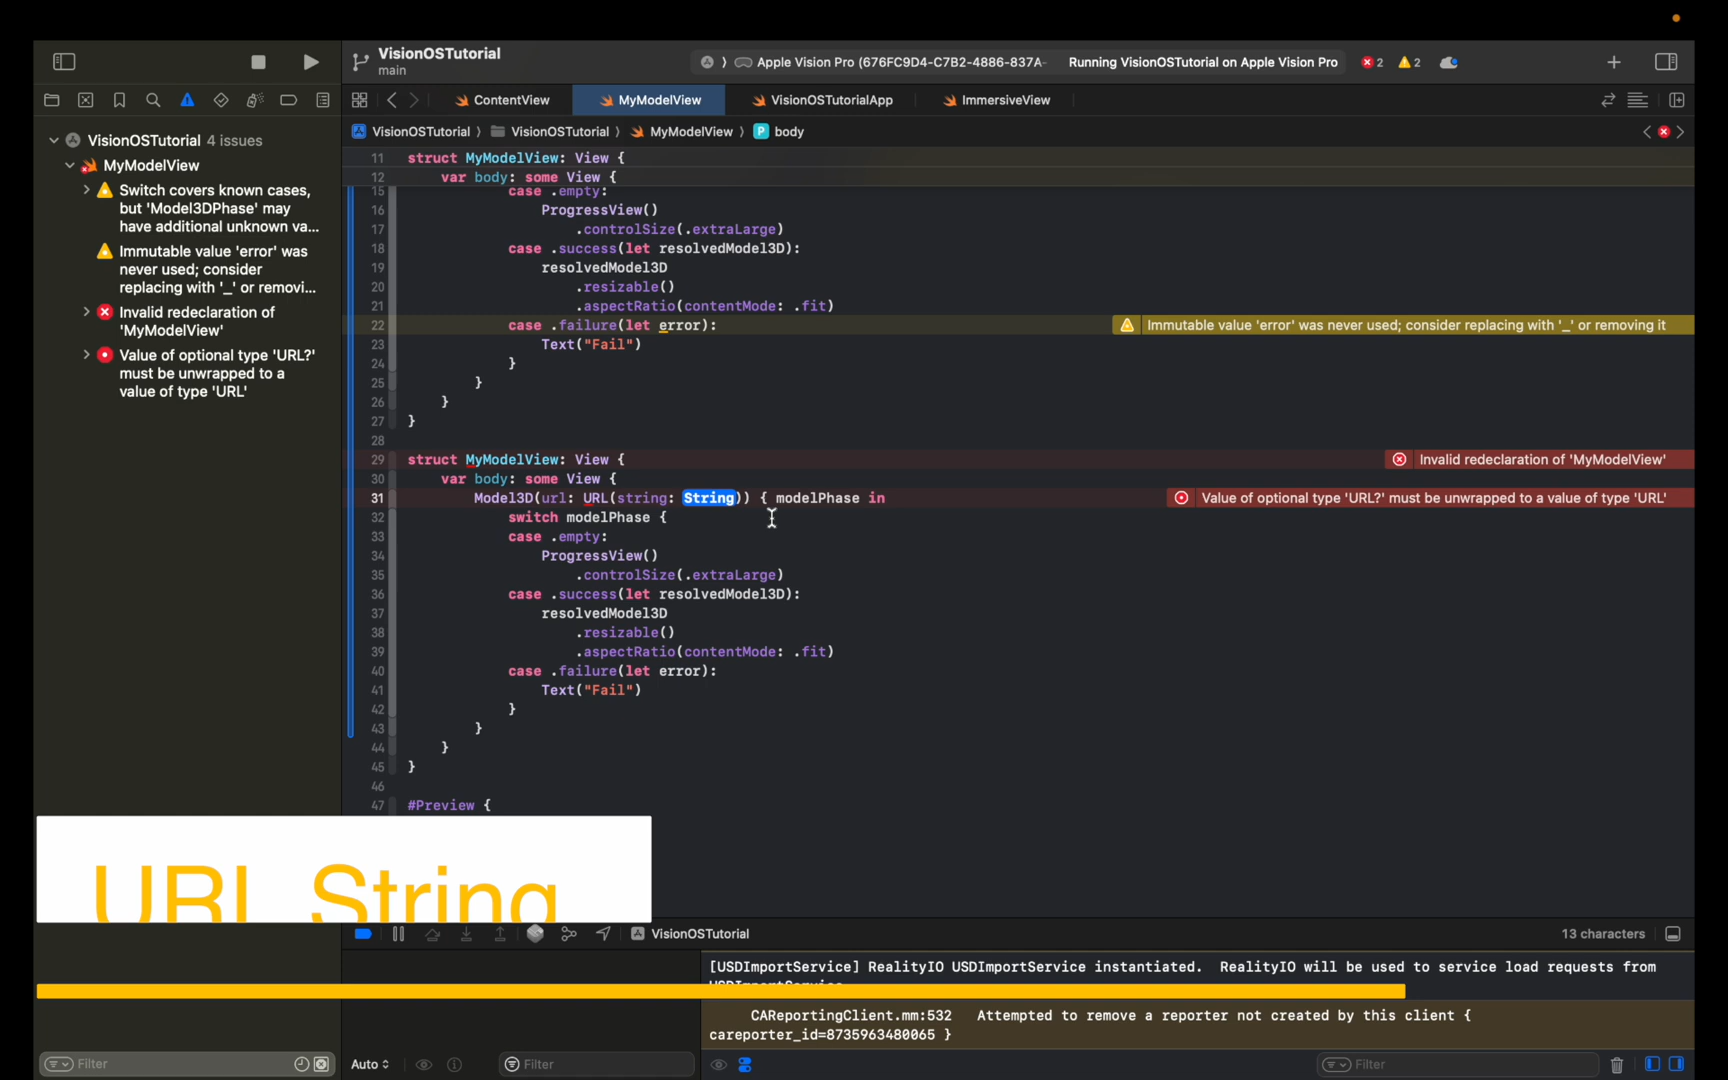 VisionOSTutorial
main
Apple Vision Pro (676FC9D4-C7B2-4886-837A-
Running VisionOSTutorial on Apple Vision Pro
2
2
ContentView
MyModelView
VisionOSTutorialApp
ImmersiveView
VisionOSTutorial 4 issues
MyModelView
Switch covers known cases,
but 'Model3DPhase' may
have additional unknown va...
Immutable value 'error' was
never used; consider
replacing with '_' or removi...
Invalid redeclaration of
'MyModelView'
Value of optional type 'URL?'
must be unwrapped to a
value of type 'URL'
VisionOSTutorial ⟩ VisionOSTutorial ⟩ MyModelView ⟩ P body
11 struct MyModelView: View {
12 var body: some View {
15 case .empty:
16 ProgressView()
17 .controlSize(.extraLarge)
18 case .success(let resolvedModel3D):
19 resolvedModel3D
20 .resizable()
21 .aspectRatio(contentMode: .fit)
22 case .failure(let error): Immutable value 'error' was never used; consider replacing with '_' or removing it
23 Text("Fail")
24 }
25 }
26 }
27 }
28
29 struct MyModelView: View { Invalid redeclaration of 'MyModelView'
30 var body: some View {
31 Model3D(url: URL(string: String)) { modelPhase in Value of optional type 'URL?' must be unwrapped to a value of type 'URL'
32 switch modelPhase {
33 case .empty:
34 ProgressView()
35 .controlSize(.extraLarge)
36 case .success(let resolvedModel3D):
37 resolvedModel3D
38 .resizable()
39 .aspectRatio(contentMode: .fit)
40 case .failure(let error):
41 Text("Fail")
42 }
43 }
44 }
45 }
46
47 #Preview {
URL String
VisionOSTutorial
13 characters
[USDImportService] RealityIO USDImportService instantiated. RealityIO will be used to service load requests from
USDImportService.
CAReportingClient.mm:532 Attempted to remove a reporter not created by this client {
careporter_id=8735963480065 }
Filter
Auto
Filter
Filter